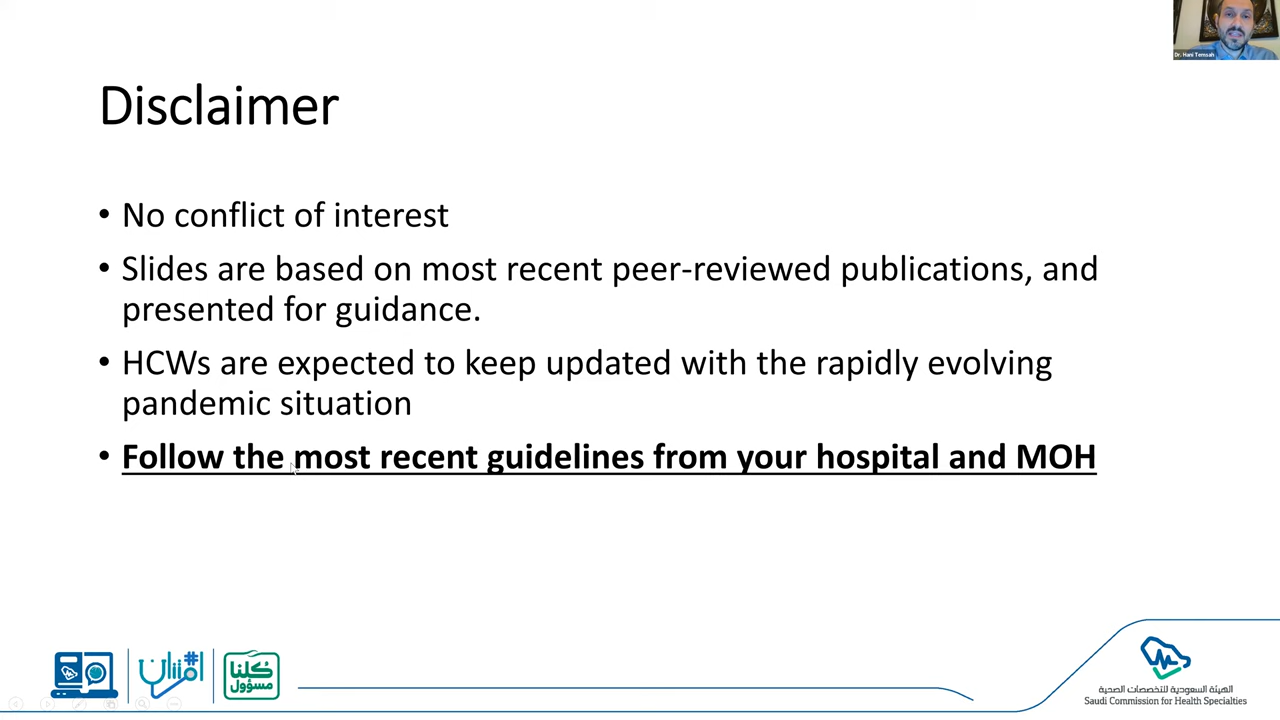 Dr. Hani Temsah
Disclaimer
• No conflict of interest
• Slides are based on most recent peer-reviewed publications, and
presented for guidance.
• HCWs are expected to keep updated with the rapidly evolving
pandemic situation
• Follow the most recent guidelines from your hospital and MOH
#امتنان
كلنا
مسؤول
الهيئة السعودية للتخصصات الصحية
Saudi Commission for Health Specialties